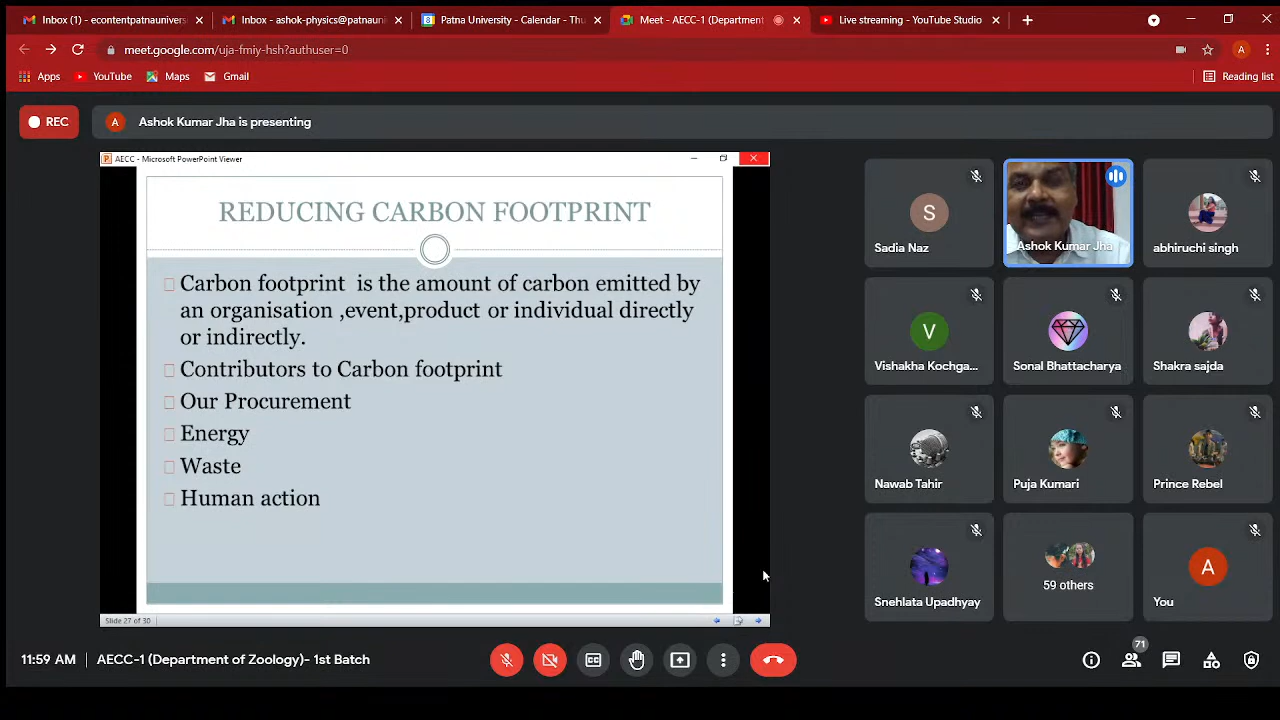 Inbox (1) - econtentpatnaunivers
Inbox - ashok-physics@patnauni
Patna University - Calendar - Thu
Meet - AECC-1 (Department
Live streaming - YouTube Studio
meet.google.com/uja-fmiy-hsh?authuser=0
A
Apps
YouTube
Maps
Gmail
Reading list
REC
A
Ashok Kumar Jha is presenting
AECC - Microsoft PowerPoint Viewer
REDUCING CARBON FOOTPRINT
Carbon footprint is the amount of carbon emitted by
an organisation ,event,product or individual directly
or indirectly.
Contributors to Carbon footprint
Our Procurement
Energy
Waste
Human action
Slide 27 of 30
S
Sadia Naz
Ashok Kumar Jha
abhiruchi singh
V
Vishakha Kochga...
Sonal Bhattacharya
Shakra sajda
Nawab Tahir
Puja Kumari
Prince Rebel
Snehlata Upadhyay
59 others
A
You
11:59 AM
AECC-1 (Department of Zoology)- 1st Batch
71